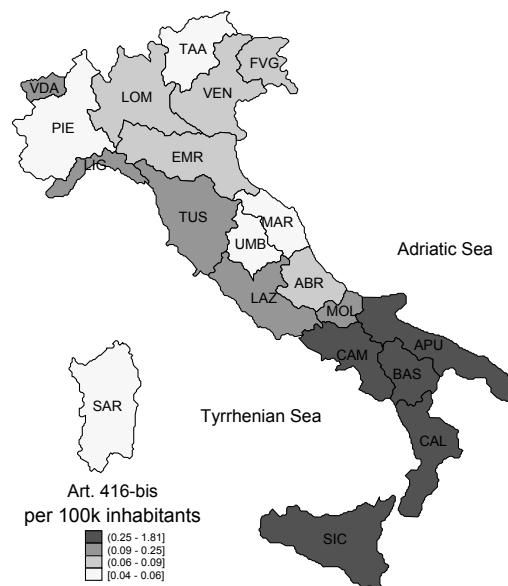 TAA
FVG
VDA
LOM
VEN
PIE
EMR
LIG
TUS
MAR
UMB
Adriatic Sea
ABR
LAZ
MOL
APU
CAM
BAS
SAR
Tyrrhenian Sea
CAL
Art. 416-bis
per 100k inhabitants
(0.25 - 1.81]
(0.09 - 0.25]
(0.06 - 0.09]
[0.04 - 0.06]
SIC